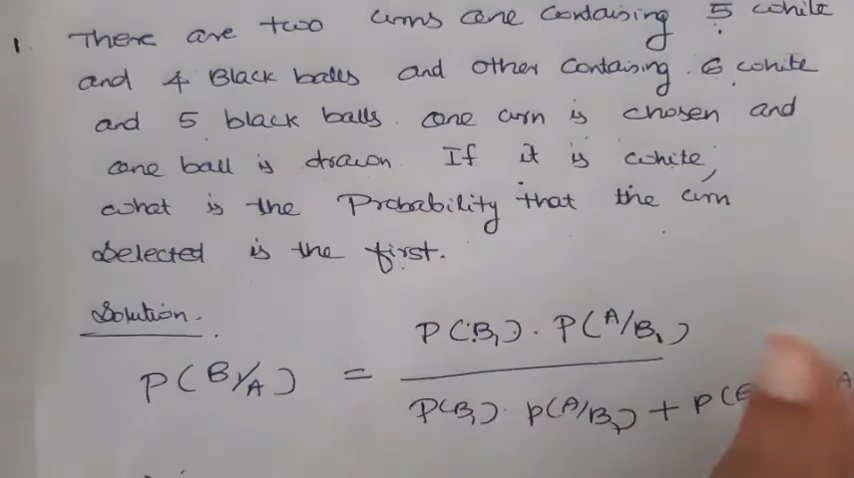 1. There are two urns one containing 5 white
and 4 Black balls and other containing 6 white
and 5 black balls. one urn is chosen and
one ball is drawn. If it is white,
what is the Probability that the urn
Selected is the first.
Solution.
P(B₁/A) = P(B₁) · P(A/B₁)
P(B₁) · P(A/B₁) + P(